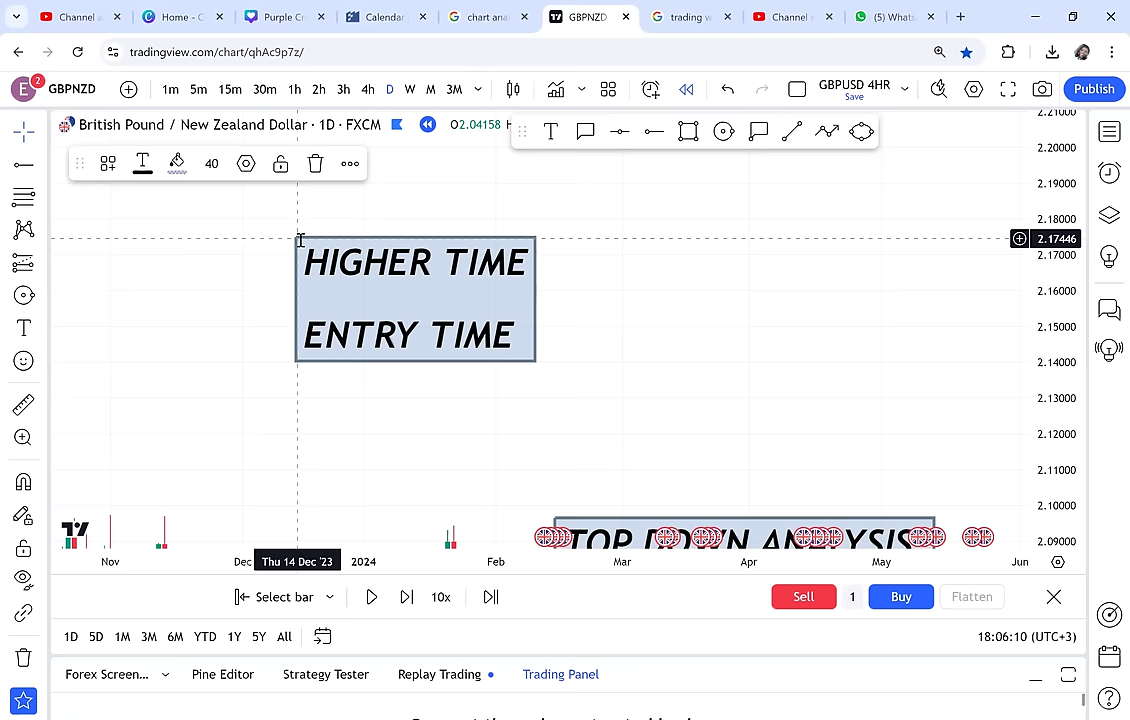 Channel a
Home - C
Purple Cr
Calendar
chart ana
GBPNZD
trading w
Channel c
(5) Whats
tradingview.com/chart/qhAc9p7z/
E
2
GBPNZD
1m 5m 15m 30m 1h 2h 3h 4h D W M 3M
GBPUSD 4HR
Save
Publish
British Pound / New Zealand Dollar · 1D · FXCM
O2.04158 H
40
2.21000
2.20000
2.19000
2.18000
2.17446
2.17000
2.16000
2.15000
2.14000
2.13000
2.12000
2.11000
2.10000
2.09000
HIGHER TIME
ENTRY TIME
TOP DOWN ANALYSIS
Nov Dec Thu 14 Dec '23 2024 Feb Mar Apr May Jun
Select bar
10x
Sell 1 Buy Flatten
1D 5D 1M 3M 6M YTD 1Y 5Y All
18:06:10 (UTC+3)
Forex Screen... Pine Editor Strategy Tester Replay Trading Trading Panel